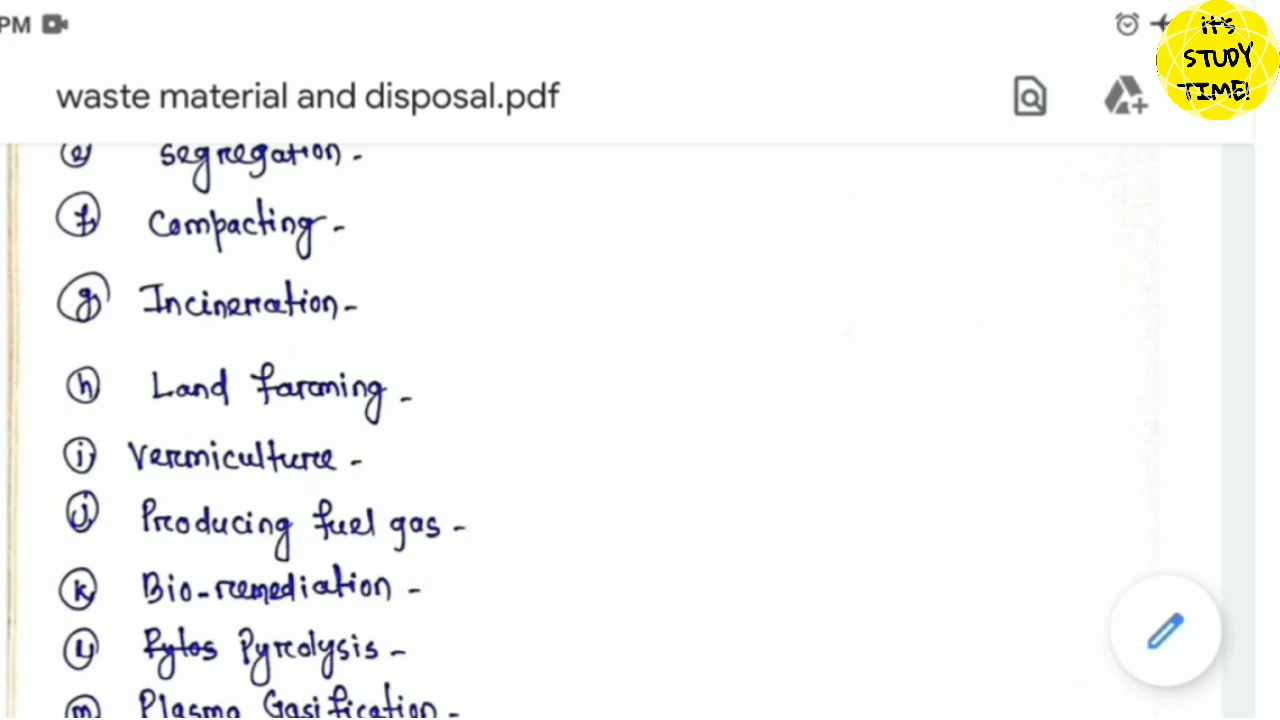 PM
IT'S
STUDY
TIME!
waste material and disposal.pdf
(e) Segregation -
(f) Compacting -
(g) Incineration -
(h) Land farming -
(i) Vermiculture -
(j) Producing fuel gas -
(k) Bio-remediation -
(l) Pylos Pyrolysis -
(m) Plasma Gasification -